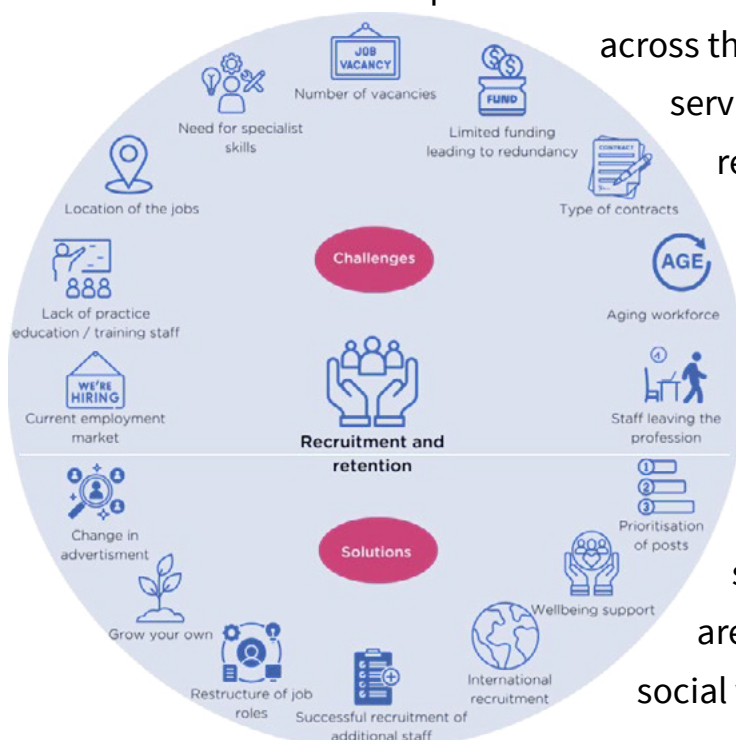 across th
serv
re
JOB
VACANCY
Number of vacancies
FUND
Limited funding
leading to redundancy
Need for specialist
skills
CONTRACT
Type of contracts
Location of the jobs
Challenges
AGE
Aging workforce
Lack of practice
education / training staff
WE'RE
HIRING
Current employment
market
Staff leaving the
profession
Recruitment and
retention
1
2
3
Prioritisation
of posts
Change in
advertisment
Solutions
s
Wellbeing support
Grow your own
are
International
recruitment
Restructure of job
roles
social
Successful recruitment of
additional staff